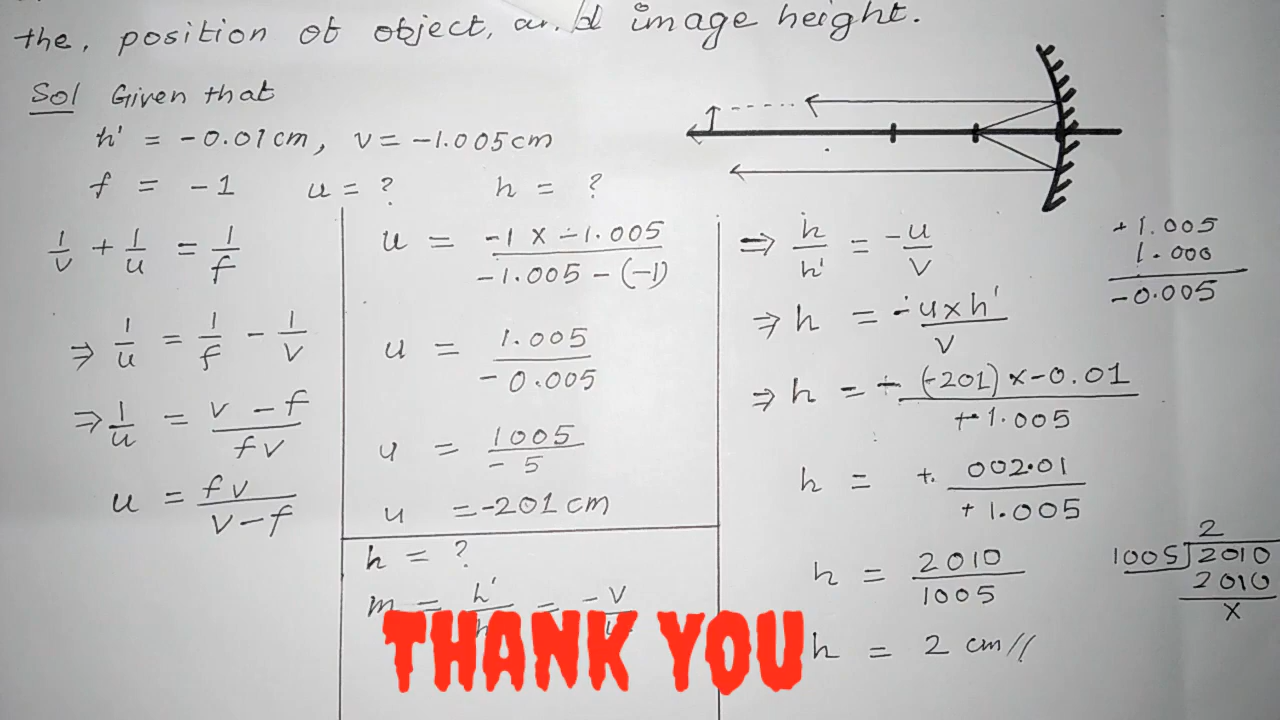 the, position of object, and image height.
Sol Given that
h' = -0.01cm, v = -1.005cm
f = -1 u = ? h = ?
1/v + 1/u = 1/f
⇒ 1/u = 1/f - 1/v
⇒ 1/u = v - f / fv
u = fv / v-f
u = -1 x -1.005 / -1.005 - (-1)
u = 1.005 / -0.005
u = 1005 / -5
u = -201 cm
h = ?
m = h' / h = -v
⇒ h / h' = -u / v
⇒ h = -u x h' / v
⇒ h = + (-201) x -0.01 / +1.005
h = +. 002.01 / +1.005
h = 2010 / 1005
h = 2 cm//
+1.005
1.000
-0.005
2
1005)2010
2010
x
THANK YOU